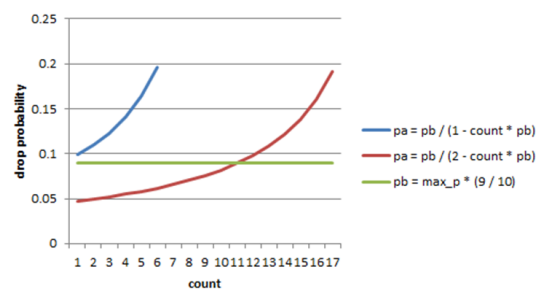 0.25
0.2
0.15
0.1
0.05
0
drop probability
1 2 3 4 5 6 7 8 9 10 11 12 13 14 15 16 17
count
pa = pb / (1 - count * pb)
pa = pb / (2 - count * pb)
pb = max_p * (9 / 10)